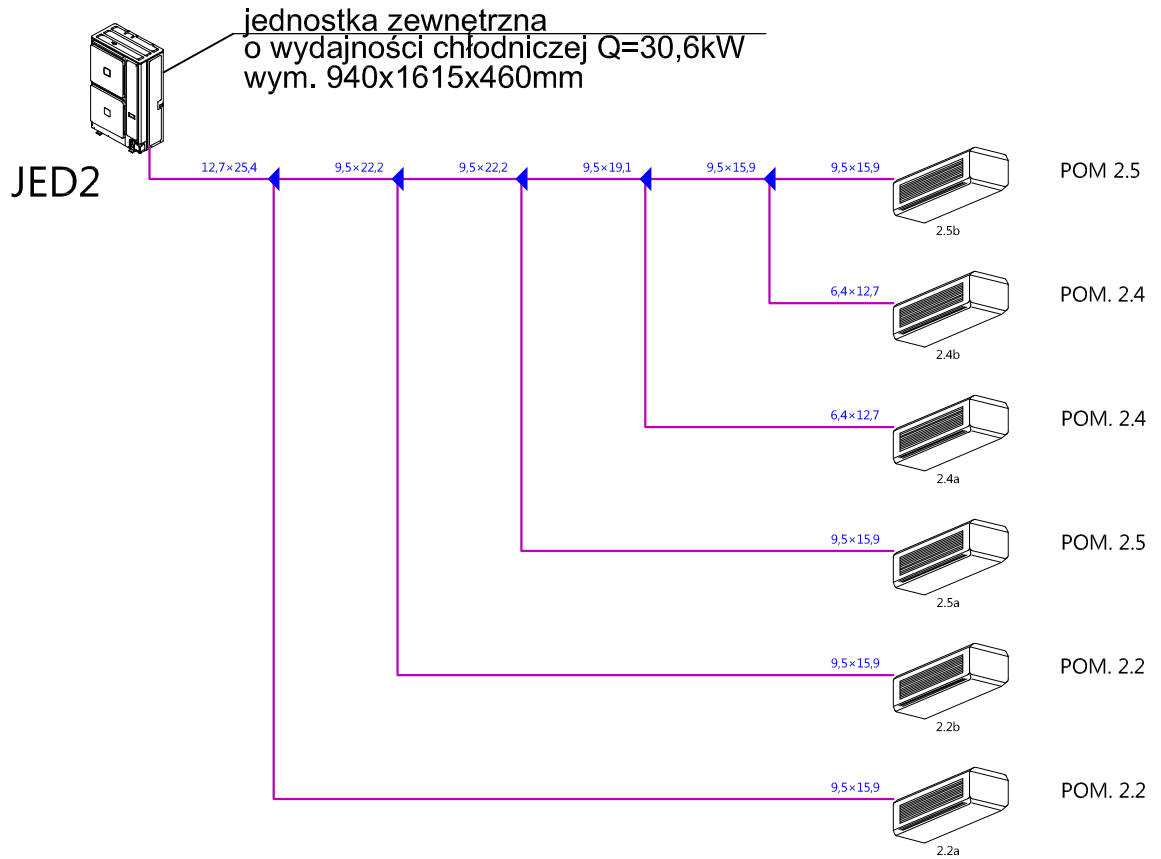 jednostka zewnętrzna
o wydajności chłodniczej Q=30,6kW
wym. 940x1615x460mm
JED2
12,7×25,4
9,5×22,2
9,5×22,2
9,5×19,1
9,5×15,9
9,5×15,9
POM 2.5
2.5b
6,4×12,7
POM. 2.4
2.4b
6,4×12,7
POM. 2.4
2.4a
9,5×15,9
POM. 2.5
2.5a
9,5×15,9
POM. 2.2
2.2b
9,5×15,9
POM. 2.2
2.2a